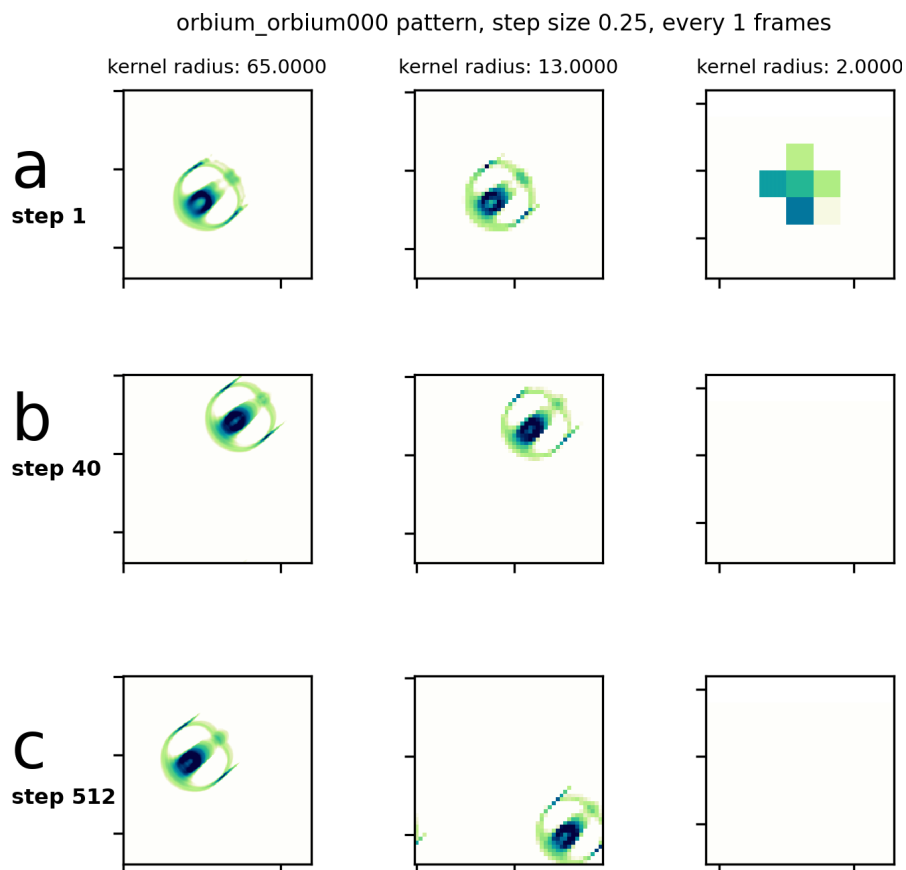 orbium_orbium000 pattern, step size 0.25, every 1 frames
kernel radius: 65.0000
kernel radius: 13.0000
kernel radius: 2.0000
a
step 1
b
step 40
c
step 512